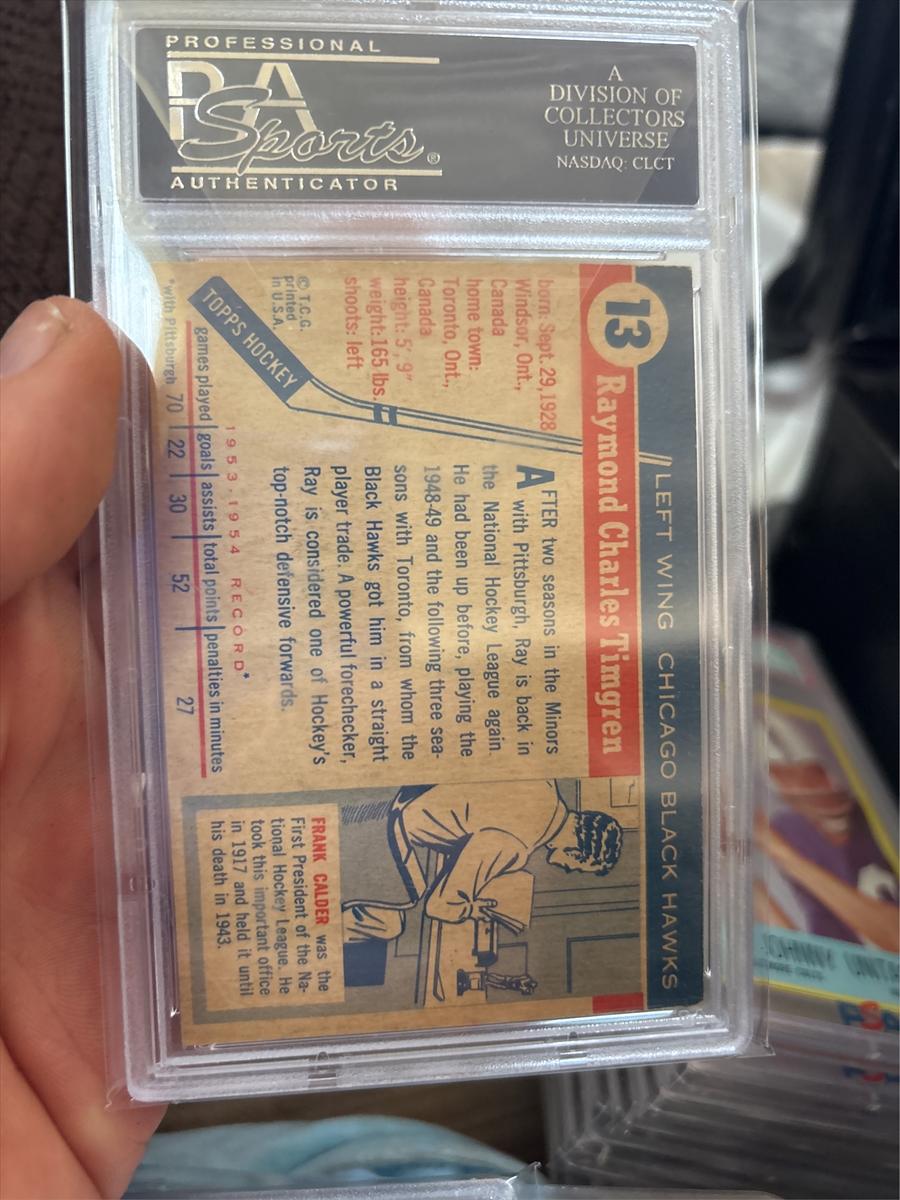 PROFESSIONAL
PSA
Sports®
AUTHENTICATOR
A
DIVISION OF
COLLECTORS
UNIVERSE
NASDAQ: CLCT
LEFT WING CHICAGO BLACK HAWKS
13
Raymond Charles Timgren
born: Sept. 29,1928
Windsor, Ont.,
Canada
home town:
Toronto, Ont.,
Canada
height: 5', 9"
weight:165 lbs.
shoots: left
© T.C.G.
printed
in U.S.A.
TOPPS HOCKEY
AFTER two seasons in the Minors
with Pittsburgh, Ray is back in
the National Hockey League again.
He had been up before, playing the
1948-49 and the following three sea-
sons with Toronto, from whom the
Black Hawks got him in a straight
player trade. A powerful forechecker,
Ray is considered one of Hockey's
top-notch defensive forwards.
1953-1954 RECORD*
games played goals assists total points penalties in minutes
*with Pittsburgh 70 22 30 52 27
FRANK CALDER was the
First President of the Na-
tional Hockey League. He
took this important office
in 1917 and held it until
his death in 1943.